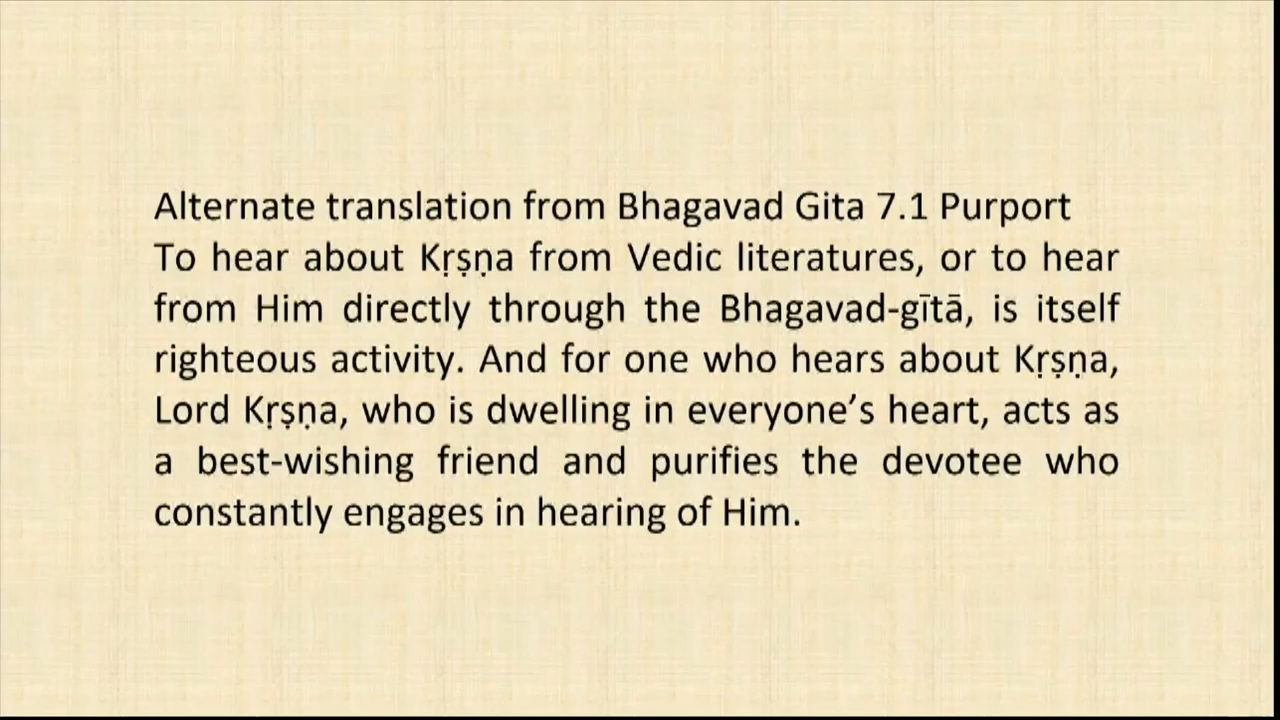 Alternate translation from Bhagavad Gita 7.1 Purport
To hear about Kṛṣṇa from Vedic literatures, or to hear
from Him directly through the Bhagavad-gītā, is itself
righteous activity. And for one who hears about Kṛṣṇa,
Lord Kṛṣṇa, who is dwelling in everyone’s heart, acts as
a best-wishing friend and purifies the devotee who
constantly engages in hearing of Him.